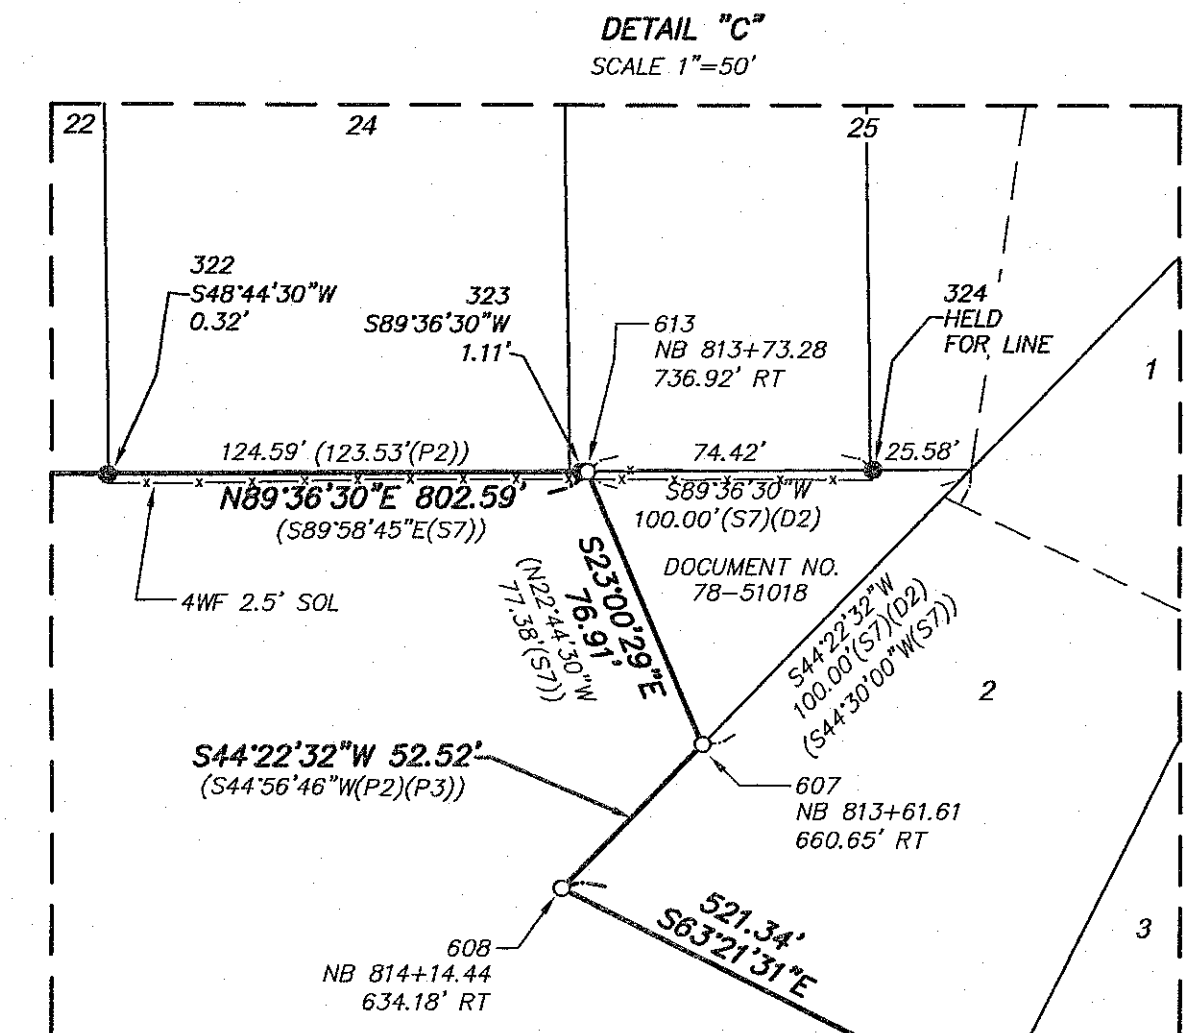 DETAIL "C"
SCALE 1"=50'
22
24
25
322
S48°44'30"W
0.32'
323
S89°36'30"W
1.11'
613
NB 813+73.28
736.92' RT
324
HELD
FOR LINE
1
124.59' (123.53'(P2))
74.42'
25.58'
N89°36'30"E 802.59'
(S89°58'45"E(S7))
S89°36'30"W
100.00'(S7)(D2)
4WF 2.5' SOL
DOCUMENT NO.
78-51018
S23°00'29"E
76.91'
(N22°44'30"W
77.38'(S7))
S44°22'32"W
100.00'(S7)(D2)
(S44°30'00"W(S7))
2
S44°22'32"W 52.52'
(S44°56'46"W(P2)(P3))
607
NB 813+61.61
660.65' RT
521.34'
S63°21'31"E
3
608
NB 814+14.44
634.18' RT